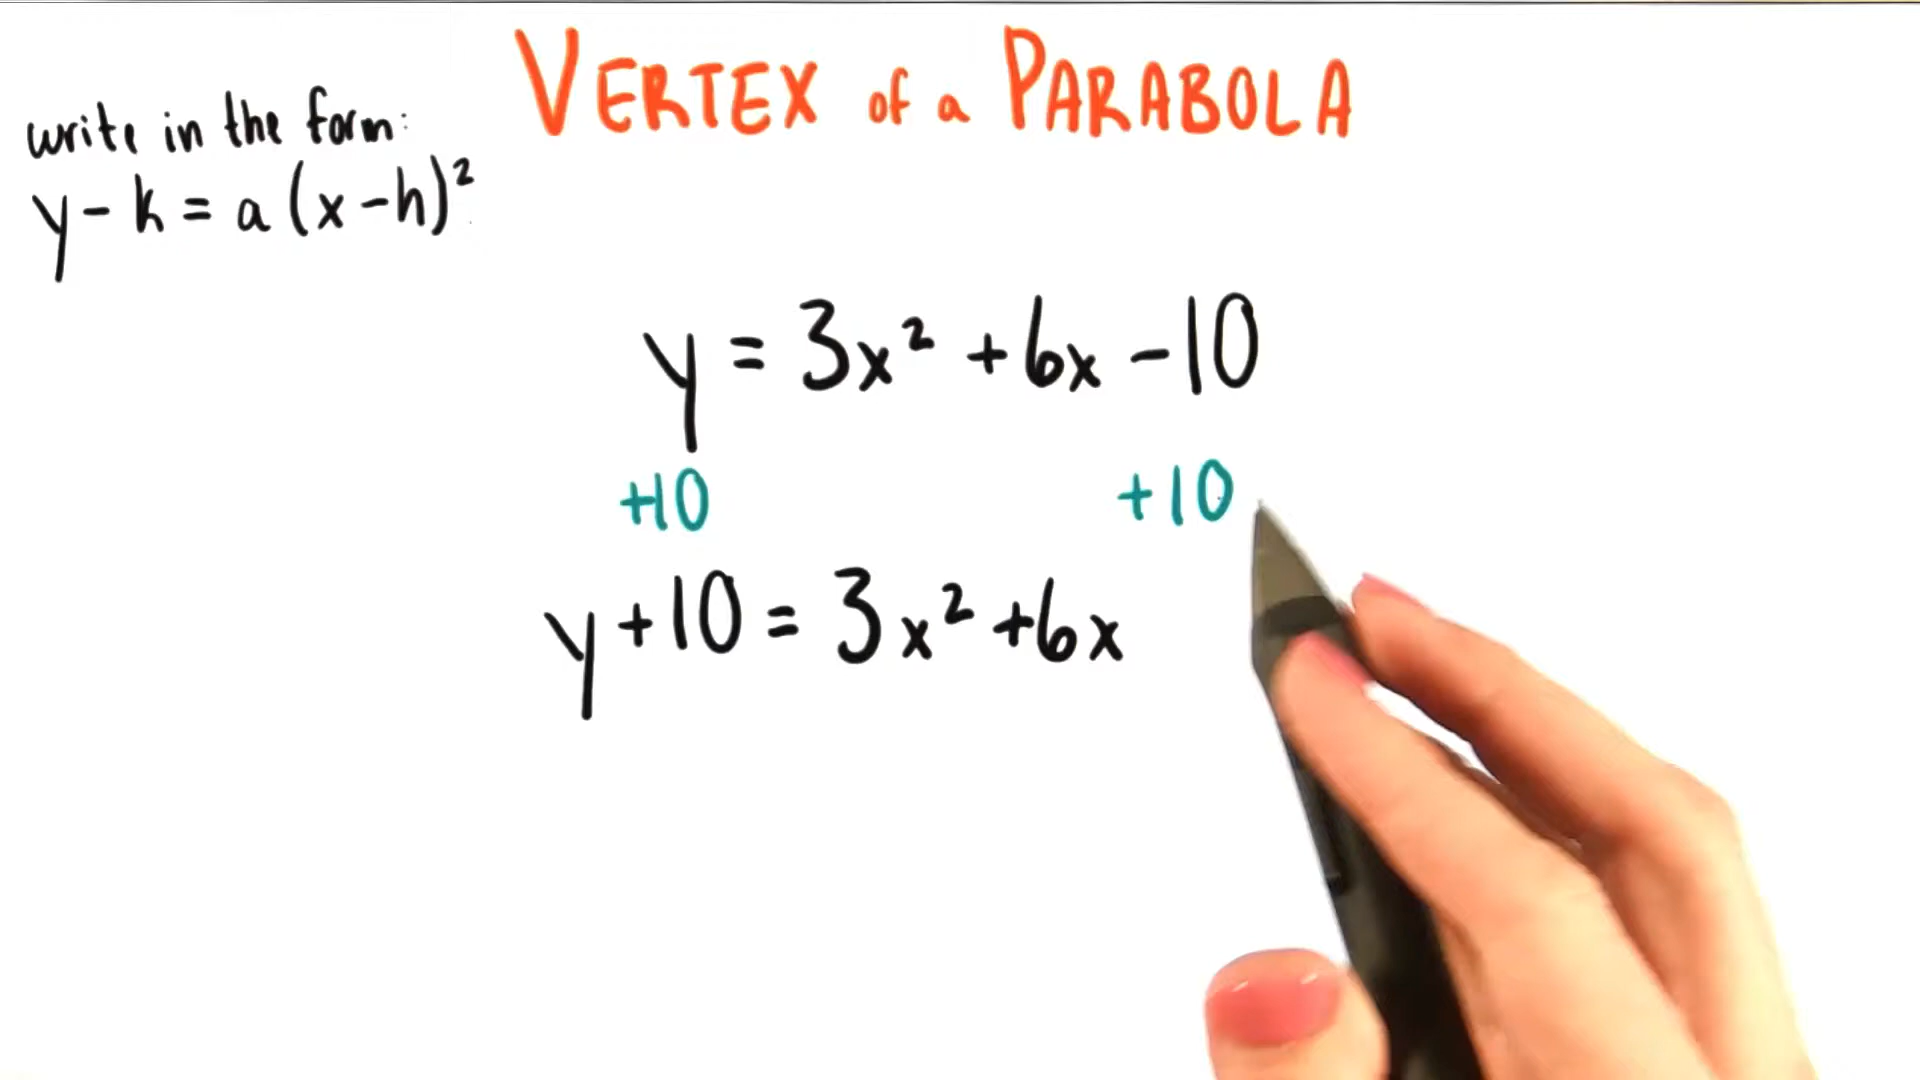 VERTEX of a PARABOLA
write in the form:
y - k = a (x - h)²
y = 3x² + 6x - 10
+10 +10
y + 10 = 3x² + 6x